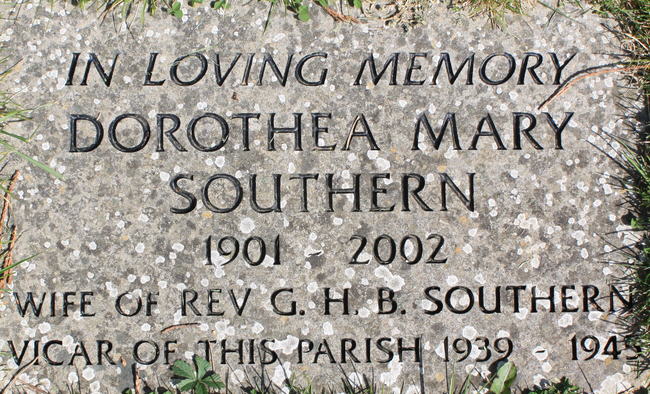 IN LOVING MEMORY
DOROTHEA MARY
SOUTHERN
1901 - 2002
WIFE OF REV G. H. B. SOUTHERN
VICAR OF THIS PARISH 1939 - 1945